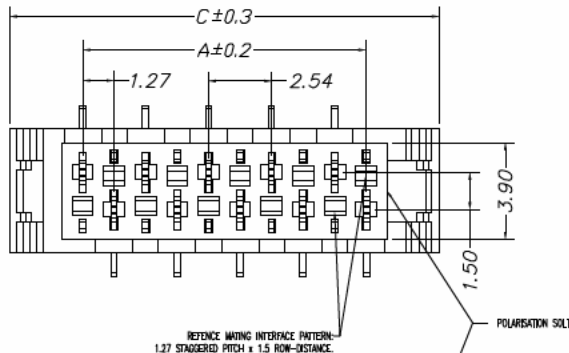 C±0.3
A±0.2
1.27
2.54
3.90
1.50
POLARISATION SOLT
REFENCE MATING INTERFACE PATTERN:
1.27 STAGGERED PITCH x 1.5 ROW-DISTANCE.